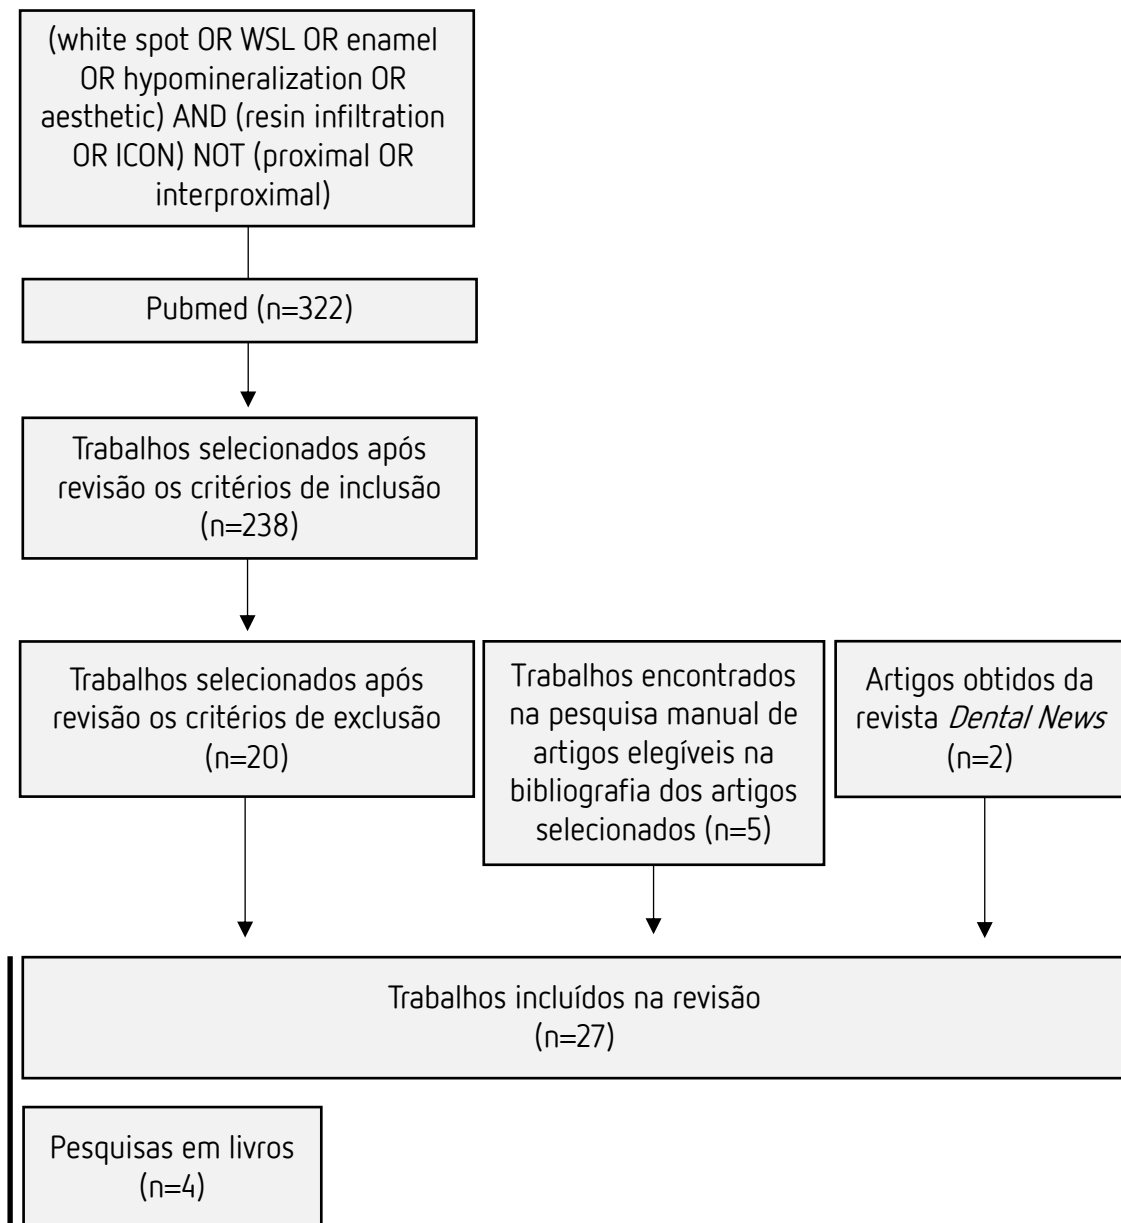 (white spot OR WSL OR enamel
OR hypomineralization OR
aesthetic) AND (resin infiltration
OR ICON) NOT (proximal OR
interproximal)
Pubmed (n=322)
Trabalhos selecionados após
revisão os critérios de inclusão
(n=238)
Trabalhos selecionados após
revisão os critérios de exclusão
(n=20)
Trabalhos encontrados
na pesquisa manual de
artigos elegíveis na
bibliografia dos artigos
selecionados (n=5)
Artigos obtidos da
revista Dental News
(n=2)
Trabalhos incluídos na revisão
(n=27)
Pesquisas em livros
(n=4)